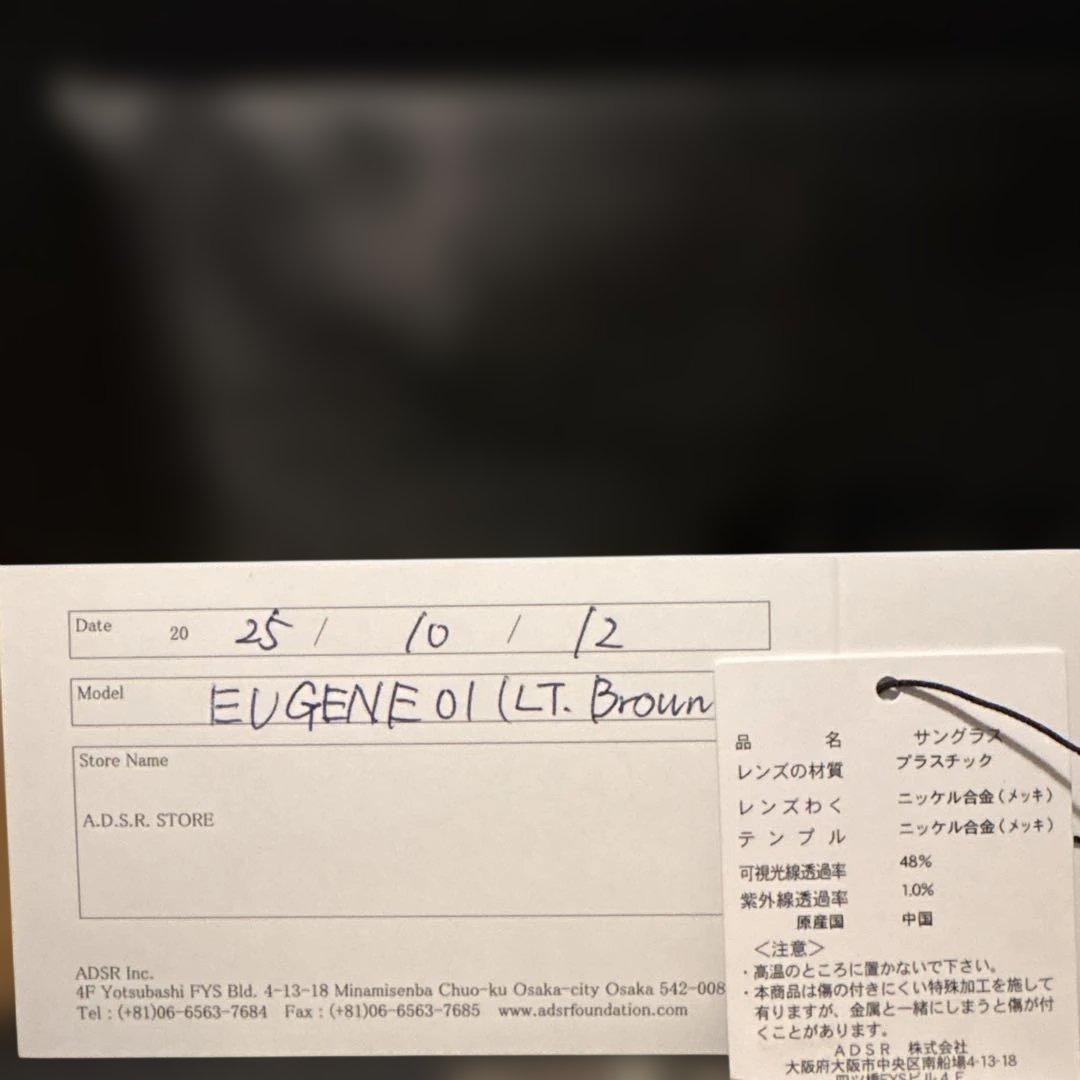 Date 20 25 / 10 / 12
Model EUGENE 01 (LT. Brown
Store Name
A.D.S.R. STORE
ADSR Inc.
4F Yotsubashi FYS Bld. 4-13-18 Minamisenba Chuo-ku Osaka-city Osaka 542-008
Tel : (+81)06-6563-7684 Fax : (+81)06-6563-7685 www.adsrfoundation.com
品名 サングラス
レンズの材質 プラスチック
レンズわく ニッケル合金(メッキ)
テンプル ニッケル合金(メッキ)
可視光線透過率 48%
紫外線透過率 1.0%
原産国 中国
<注意>
・高温のところに置かないで下さい。
・本商品は傷の付きにくい特殊加工を施して
有りますが、金属と一緒にしまうと傷が付
くことがあります。
ADSR 株式会社
大阪府大阪市中央区南船場4-13-18
四ツ橋FYSビル4F